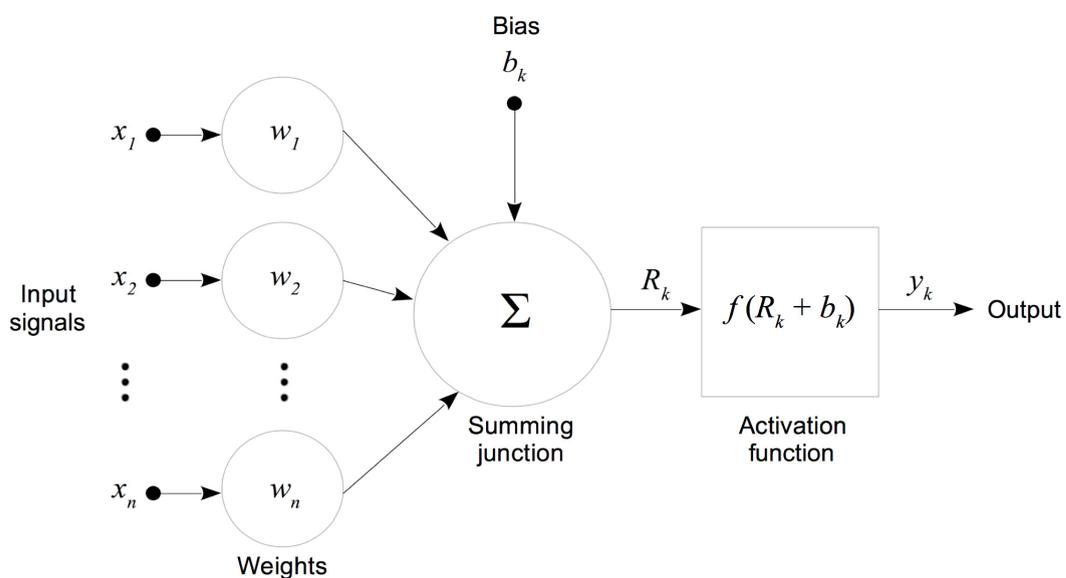 Bias
b_k
x_1
w_1
x_2
w_2
Input
signals
Σ
R_k
f(R_k + b_k)
y_k
Output
Summing
junction
Activation
function
x_n
w_n
Weights